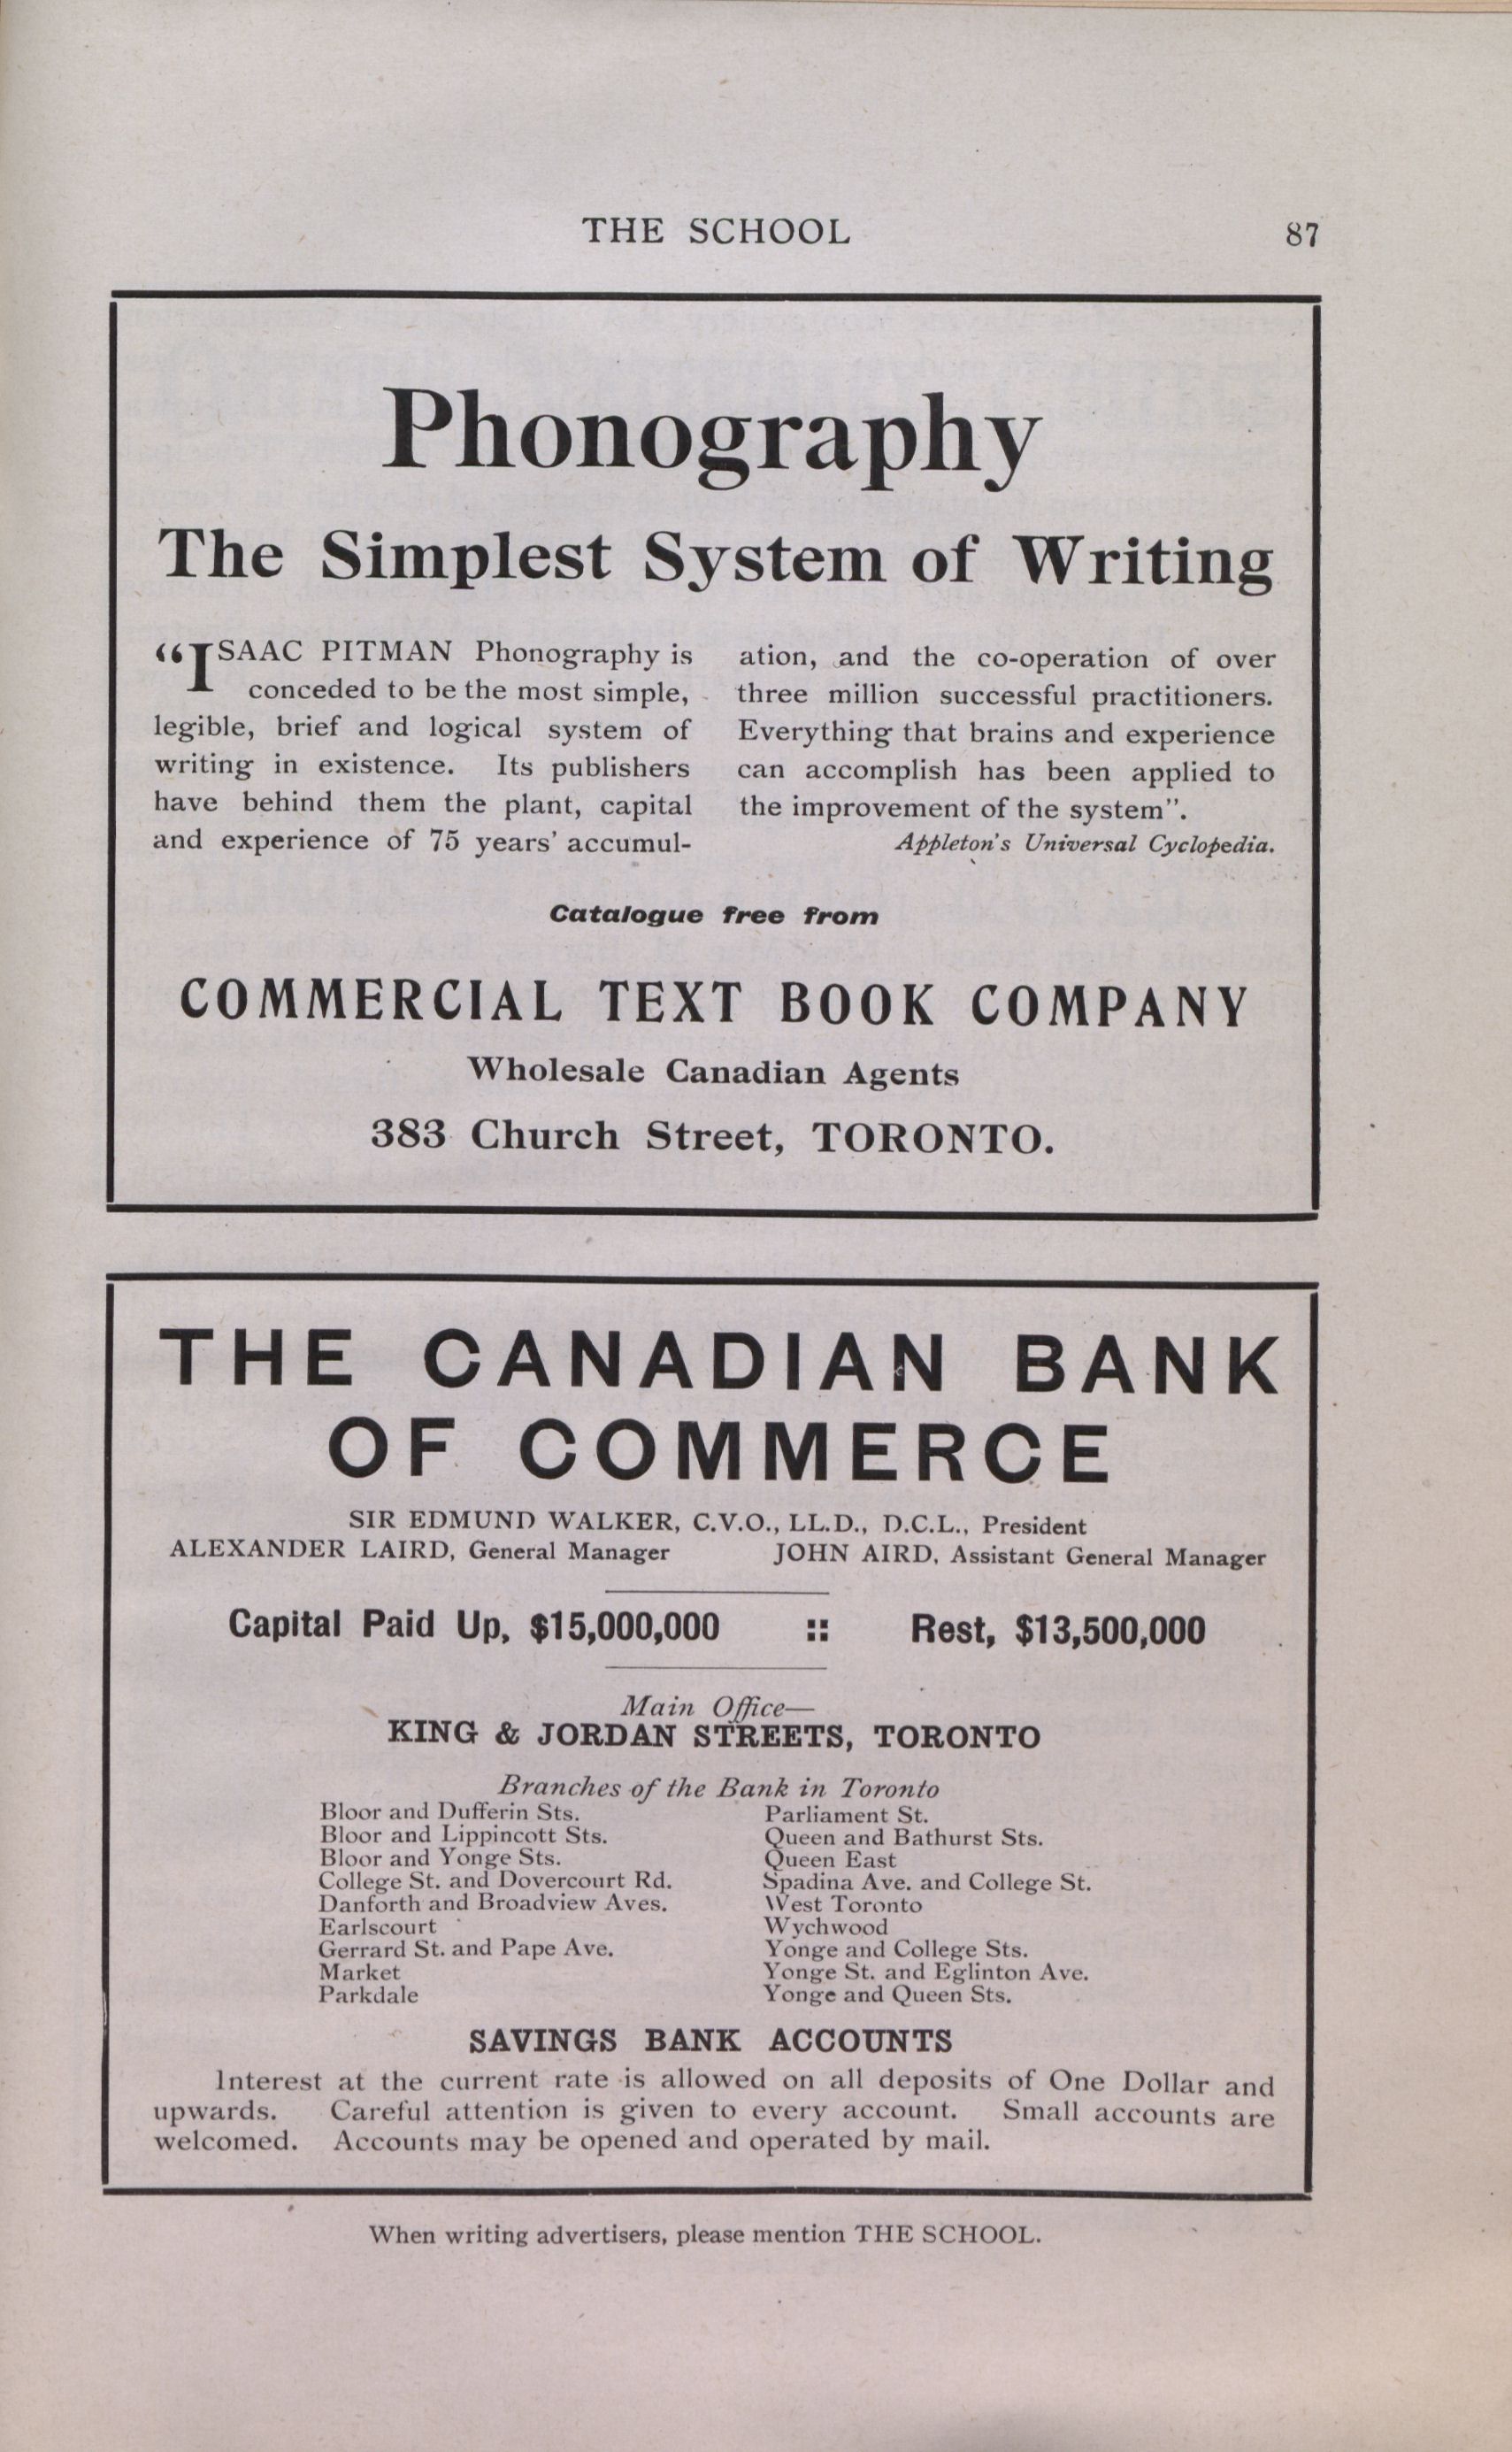 THE SCHOOL 87
Phonography
The Simplest System of Writing
“ISAAC PITMAN Phonography is
conceded to be the most simple,
legible, brief and logical system of
writing in existence. Its publishers
have behind them the plant, capital
and experience of 75 years’ accumul-
ation, and the co-operation of over
three million successful practitioners.
Everything that brains and experience
can accomplish has been applied to
the improvement of the system”.
Appleton’s Universal Cyclopedia.
Catalogue free from
COMMERCIAL TEXT BOOK COMPANY
Wholesale Canadian Agents
383 Church Street, TORONTO.
THE CANADIAN BANK
OF COMMERCE
SIR EDMUND WALKER, C.V.O., LL.D., D.C.L., President
ALEXANDER LAIRD, General Manager JOHN AIRD, Assistant General Manager
Capital Paid Up, $15,000,000 :: Rest, $13,500,000
Main Office—
KING & JORDAN STREETS, TORONTO
Branches of the Bank in Toronto
Bloor and Dufferin Sts.
Bloor and Lippincott Sts.
Bloor and Yonge Sts.
College St. and Dovercourt Rd.
Danforth and Broadview Aves.
Earlscourt
Gerrard St. and Pape Ave.
Market
Parkdale
Parliament St.
Queen and Bathurst Sts.
Queen East
Spadina Ave. and College St.
West Toronto
Wychwood
Yonge and College Sts.
Yonge St. and Eglinton Ave.
Yonge and Queen Sts.
SAVINGS BANK ACCOUNTS
Interest at the current rate is allowed on all deposits of One Dollar and
upwards. Careful attention is given to every account. Small accounts are
welcomed. Accounts may be opened and operated by mail.
When writing advertisers, please mention THE SCHOOL.